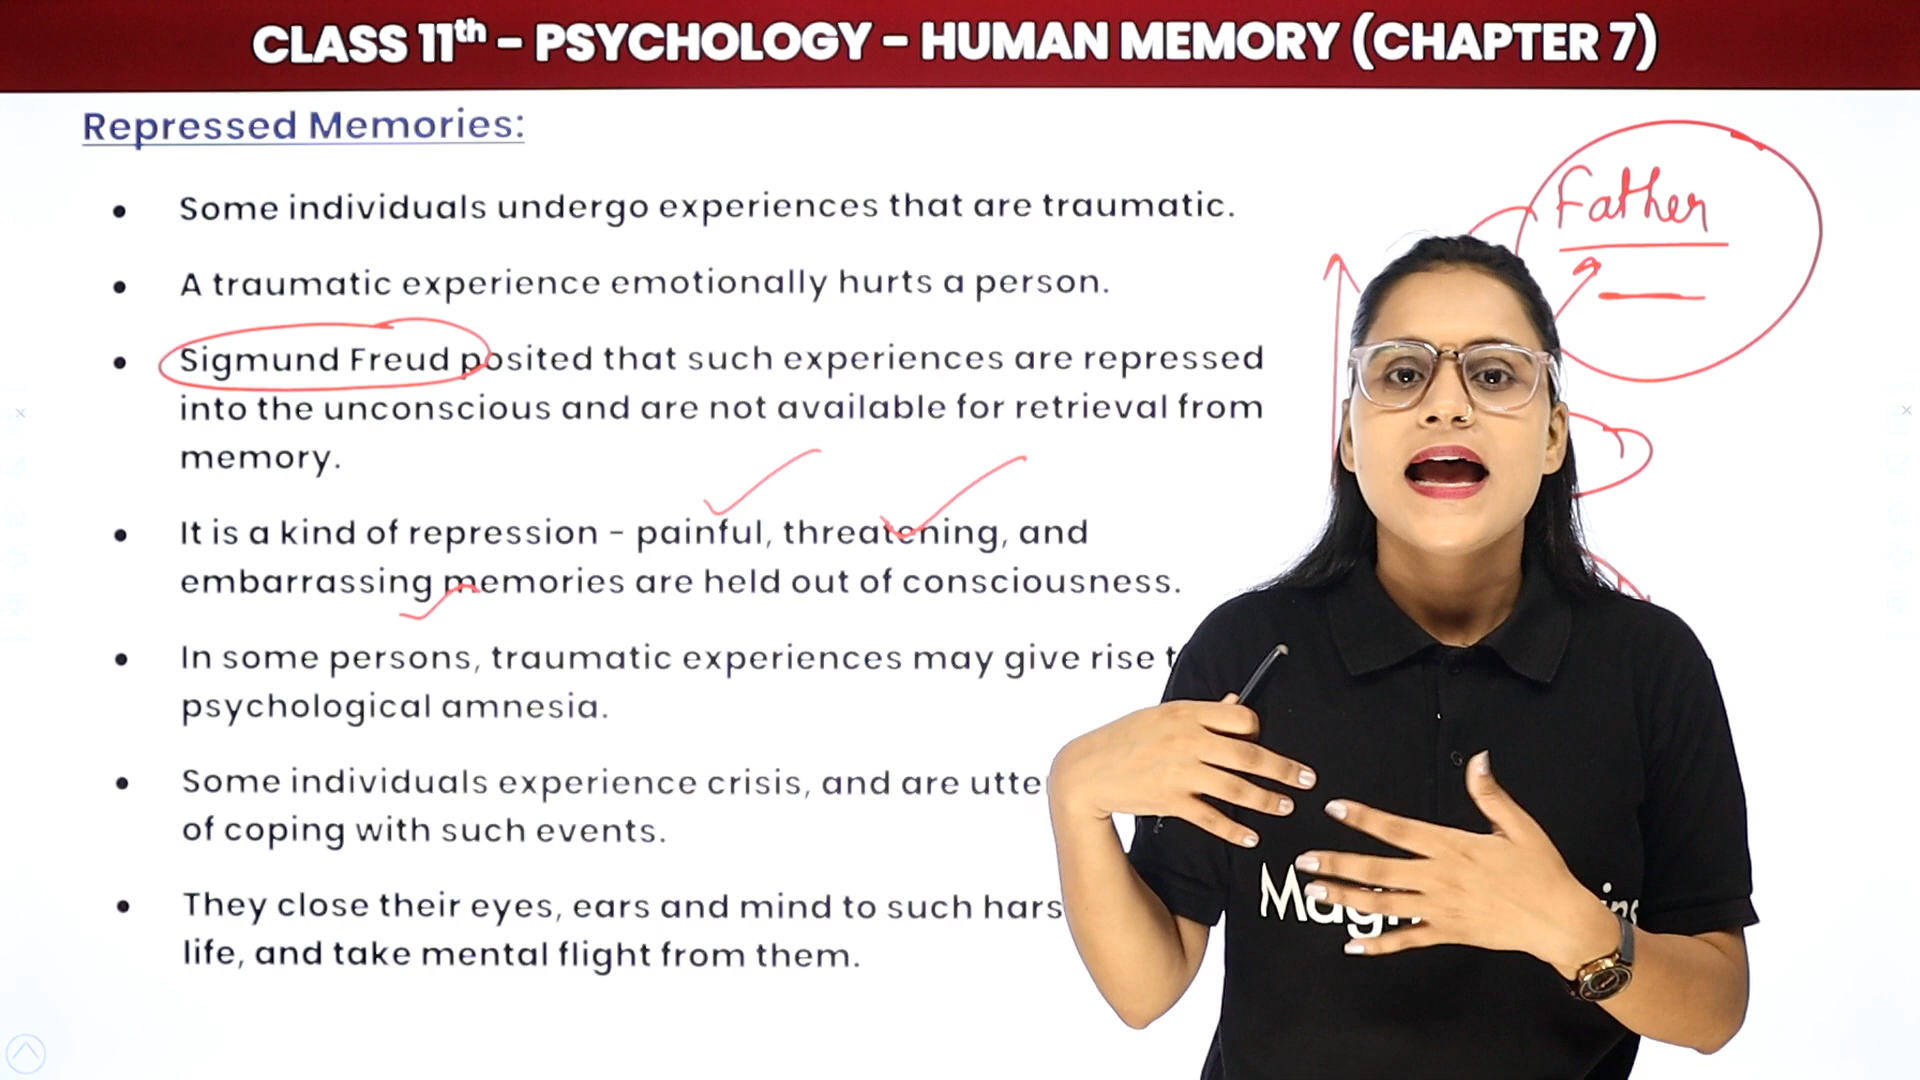 CLASS 11th – PSYCHOLOGY – HUMAN MEMORY (CHAPTER 7)
Repressed Memories:
• Some individuals undergo experiences that are traumatic.
• A traumatic experience emotionally hurts a person.
• Sigmund Freud posited that such experiences are repressed
into the unconscious and are not available for retrieval from
memory.
• It is a kind of repression – painful, threatening, and
embarrassing memories are held out of consciousness.
• In some persons, traumatic experiences may give rise
psychological amnesia.
• Some individuals experience crisis, and are
of coping with such events.
• They close their eyes, ears and mind to such
life, and take mental flight from them.
Father